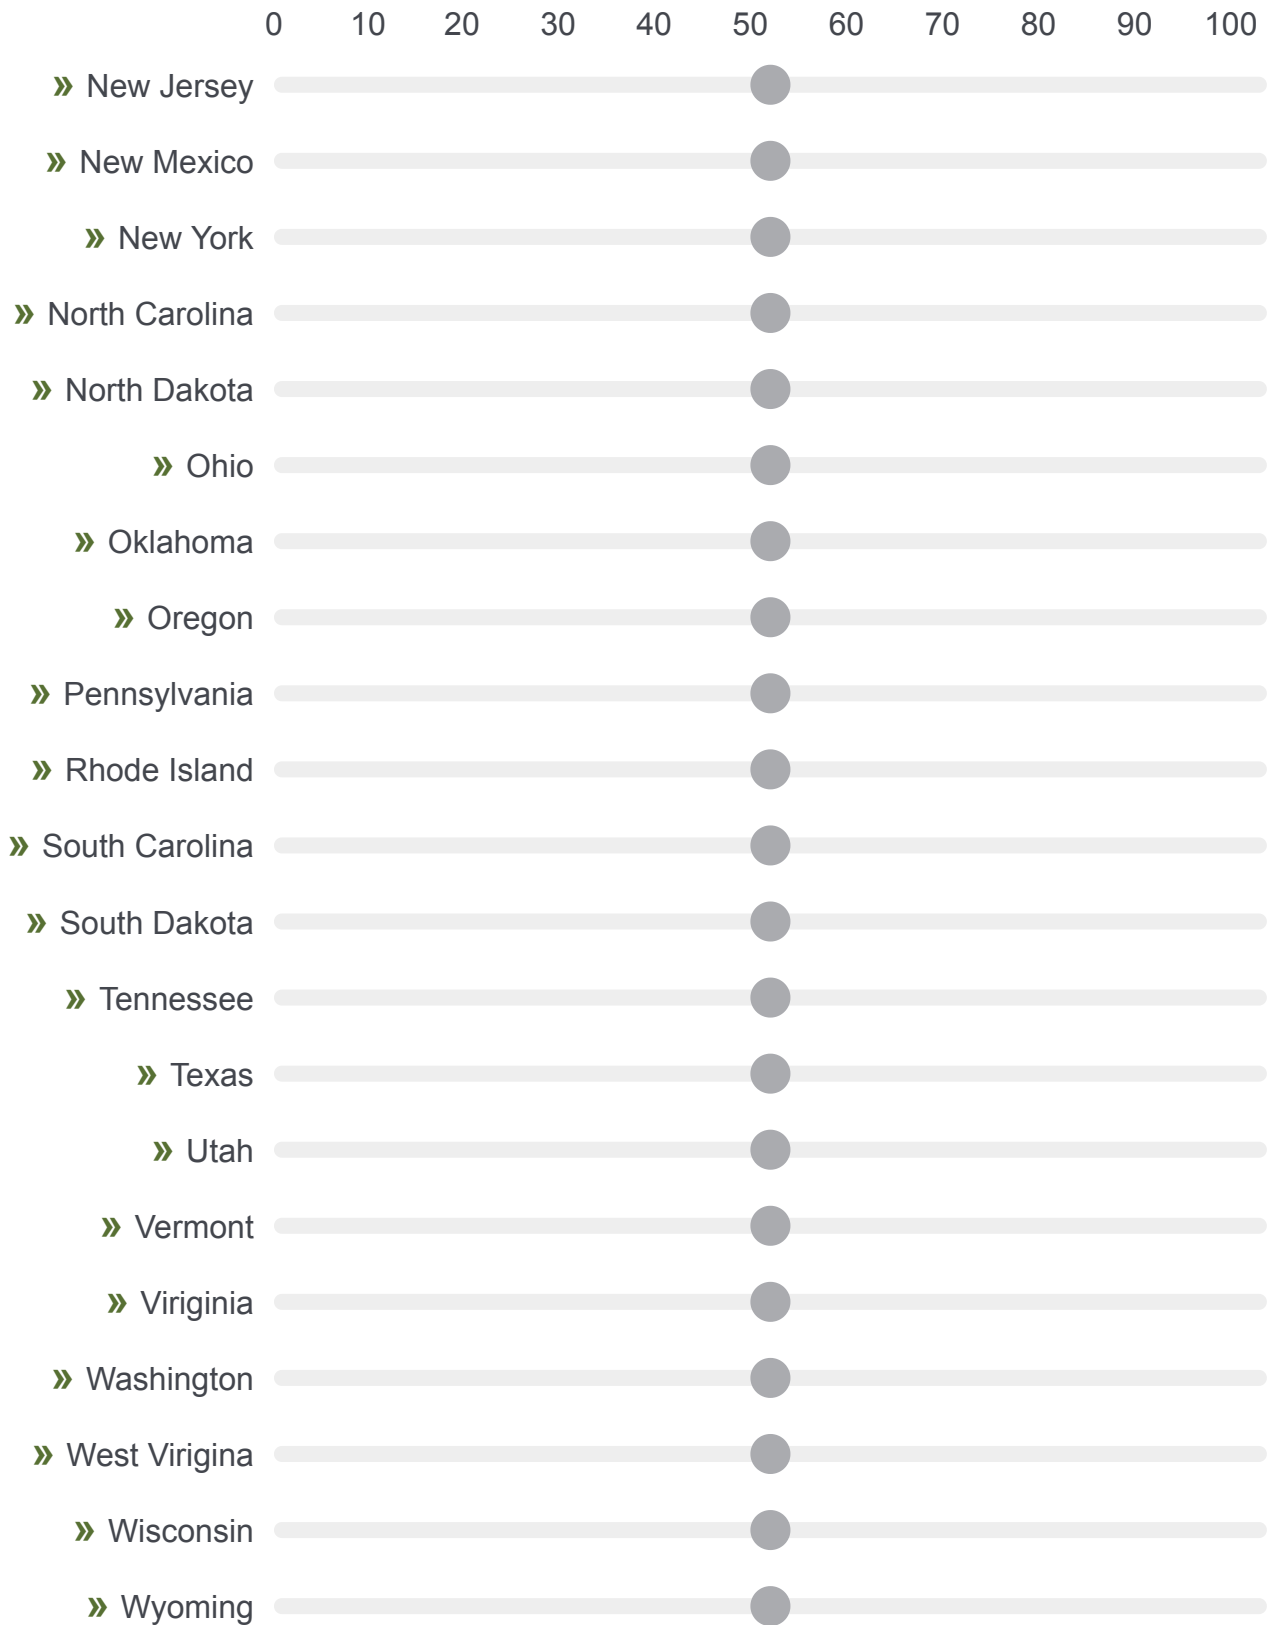 0 10 20 30 40 50 60 70 80 90 100
» New Jersey
» New Mexico
» New York
» North Carolina
» North Dakota
» Ohio
» Oklahoma
» Oregon
» Pennsylvania
» Rhode Island
» South Carolina
» South Dakota
» Tennessee
» Texas
» Utah
» Vermont
» Viriginia
» Washington
» West Virigina
» Wisconsin
» Wyoming